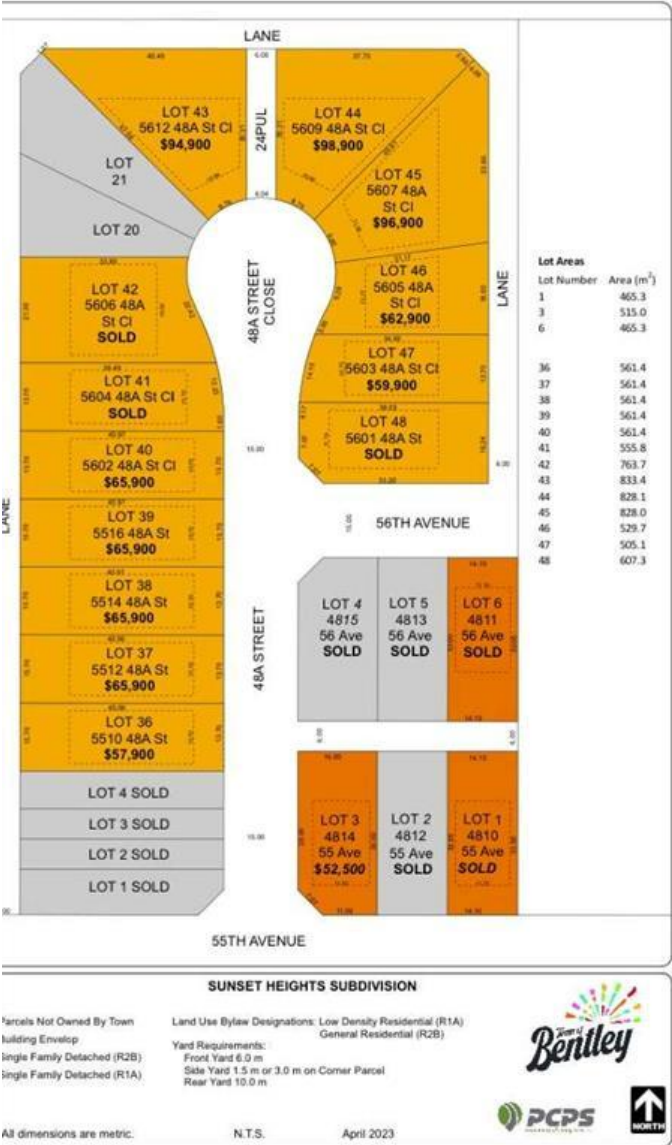 LANE
LOT 43
5612 48A St Cl
$94,900
24PUL
LOT 44
5609 48A St Cl
$98,900
LOT
21
LOT 45
5607 48A
St Cl
$96,900
LOT 20
LOT 42
5606 48A
St Cl
SOLD
48A STREET
CLOSE
LOT 46
5605 48A
St Cl
$62,900
LANE
LOT 41
5604 48A St Cl
SOLD
LOT 47
5603 48A St Cl
$59,900
LOT 40
5602 48A St Cl
$65,900
LOT 48
5601 48A St
SOLD
LANE
LOT 39
5516 48A St
$65,900
56TH AVENUE
LOT 38
5514 48A St
$65,900
LOT 37
5512 48A St
$65,900
48A STREET
LOT 4
4815
56 Ave
SOLD
LOT 5
4813
56 Ave
SOLD
LOT 6
4811
56 Ave
SOLD
LOT 36
5510 48A St
$57,900
LOT 4 SOLD
LOT 3 SOLD
LOT 2 SOLD
LOT 1 SOLD
LOT 3
4814
55 Ave
$52,500
LOT 2
4812
55 Ave
SOLD
LOT 1
4810
55 Ave
SOLD
55TH AVENUE
Lot Areas
Lot Number Area (m²)
1 465.3
3 515.0
6 465.3
36 561.4
37 561.4
38 561.4
39 561.4
40 561.4
41 555.8
42 763.7
43 833.4
44 828.1
45 828.0
46 529.7
47 505.1
48 607.3
SUNSET HEIGHTS SUBDIVISION
Parcels Not Owned By Town
Building Envelop
Single Family Detached (R2B)
Single Family Detached (R1A)
Land Use Bylaw Designations: Low Density Residential (R1A)
General Residential (R2B)
Yard Requirements:
Front Yard 6.0 m
Side Yard 1.5 m or 3.0 m on Corner Parcel
Rear Yard 10.0 m
Town of
Bentley
PCPS
NORTH
All dimensions are metric.
N.T.S.
April 2023